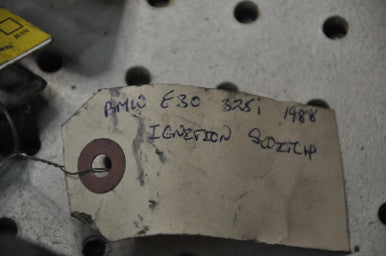 BMW E30 325i 1988
IGNITION SWITCH